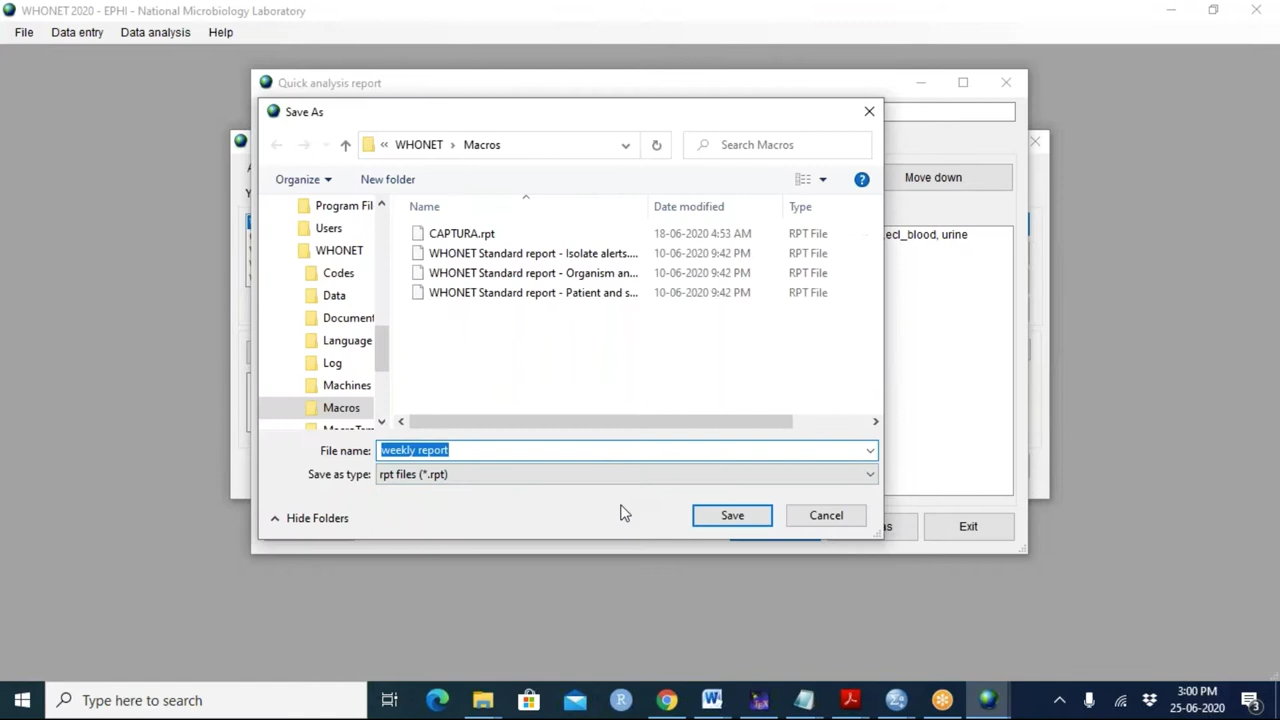 WHONET 2020 - EPHI - National Microbiology Laboratory
File Data entry Data analysis Help
Quick analysis report
Save As
« WHONET > Macros
Search Macros
Organize New folder
Move down
Name Date modified Type
Program Fil
Users
WHONET
Codes
Data
Document
Language
Log
Machines
Macros
CAPTURA.rpt 18-06-2020 4:53 AM RPT File
WHONET Standard report - Isolate alerts.... 10-06-2020 9:42 PM RPT File
WHONET Standard report - Organism an... 10-06-2020 9:42 PM RPT File
WHONET Standard report - Patient and s... 10-06-2020 9:42 PM RPT File
ecl_blood, urine
File name: weekly report
Save as type: rpt files (*.rpt)
Hide Folders
Save Cancel
as Exit
Type here to search
3:00 PM
25-06-2020
3